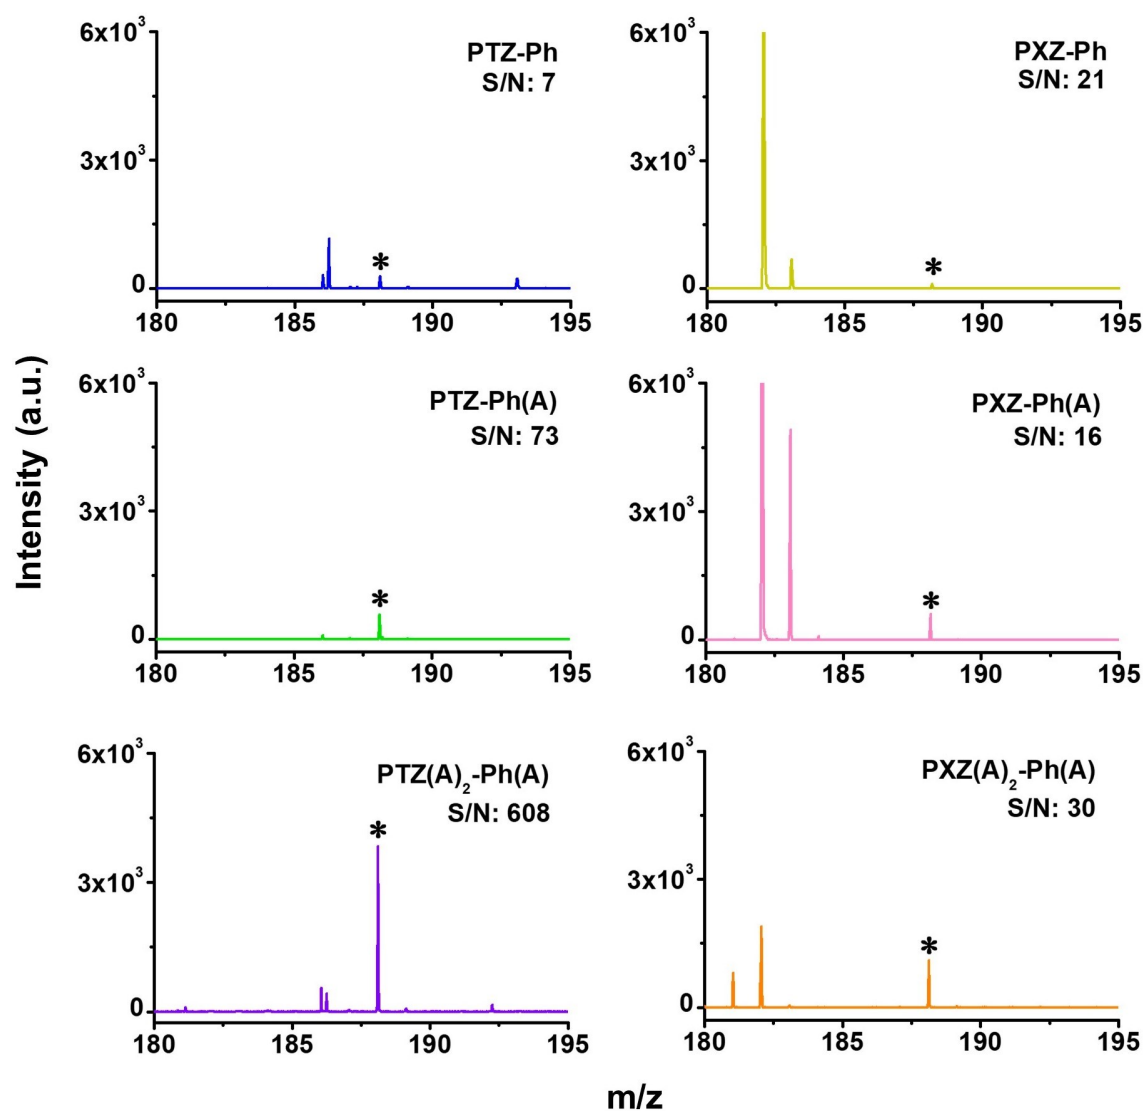 6x10³
PTZ-Ph
S/N: 7
3x10³
*
0
180 185 190 195
6x10³
PXZ-Ph
S/N: 21
3x10³
*
0
180 185 190 195
Intensity (a.u.)
6x10³
PTZ-Ph(A)
S/N: 73
3x10³
*
0
180 185 190 195
6x10³
PXZ-Ph(A)
S/N: 16
3x10³
*
0
180 185 190 195
6x10³
PTZ(A)₂-Ph(A)
S/N: 608
*
3x10³
0
180 185 190 195
6x10³
PXZ(A)₂-Ph(A)
S/N: 30
3x10³
*
0
180 185 190 195
m/z